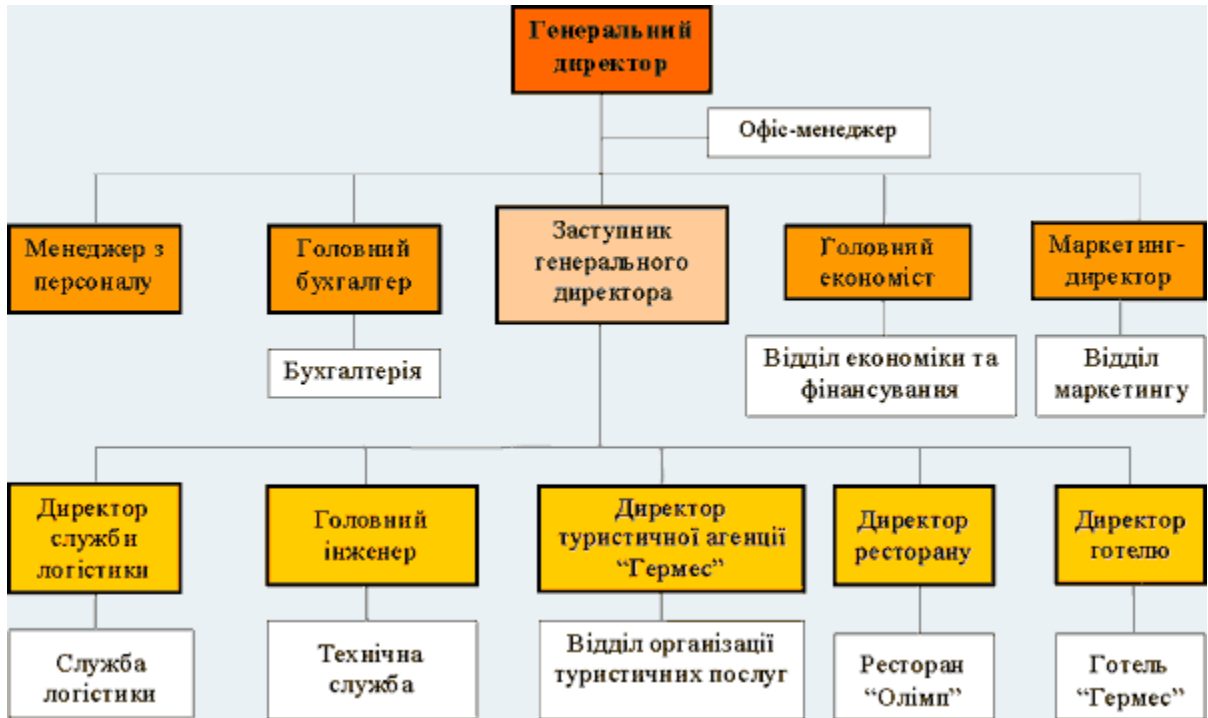 Генеральний
директор
Офіс-менеджер
Менеджер з
персоналу
Головний
бухгалтер
Заступник
генерального
директора
Головний
економіст
Маркетинг-
директор
Бухгалтерія
Відділ економіки та
фінансування
Відділ
маркетингу
Директор
служби
логістики
Головний
інженер
Директор
туристичної агенції
“Гермес”
Директор
ресторану
Директор
готелю
Служба
логістики
Технічна
служба
Відділ організації
туристичних послуг
Ресторан
“Олімп”
Готель
“Гермес”